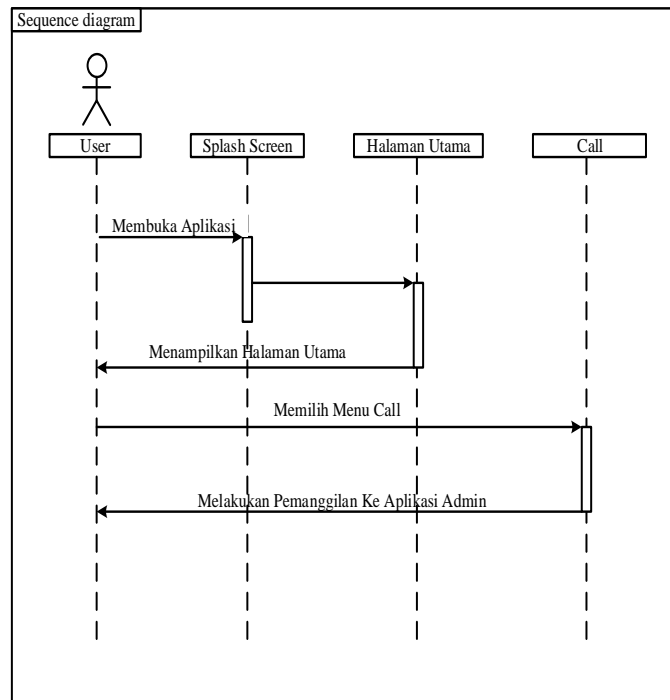 Sequence diagram
User
Splash Screen
Halaman Utama
Call
Membuka Aplikasi
Menampilkan Halaman Utama
Memilih Menu Call
Melakukan Pemanggilan Ke Aplikasi Admin